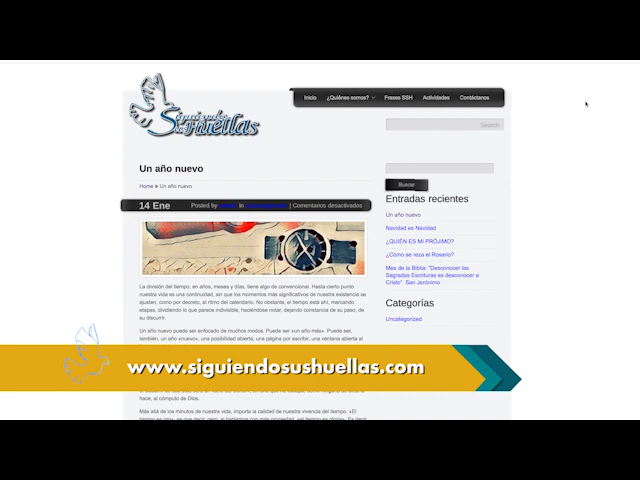 Siguiendo
sus Huellas
Inicio ¿Quiénes somos? Frases SSH Actividades Contáctanos
Search
Un año nuevo
Home » Un año nuevo
Buscar
14 Ene Posted by in | Comentarios desactivados
Entradas recientes
Un año nuevo
Navidad es Navidad
¿QUIÉN ES MI PRÓJIMO?
¿Cómo se reza el Rosario?
Mes de la Biblia: "Desconocer las
Sagradas Escrituras es desconocer a
Cristo". San Jerónimo
Categorías
Uncategorized
La división del tiempo, en años, meses y días, tiene algo de convencional. Hasta cierto punto
nuestra vida es una continuidad, sin que los momentos más significativos de nuestra existencia se
ajusten, como por decreto, al ritmo del calendario. No obstante, el tiempo está ahí, marcando
etapas, dividiendo lo que parece indivisible, haciéndose notar, dejando constancia de su paso, de
su discurrir.
Un año nuevo puede ser enfocado de muchos modos. Puede ser «un año más». Puede ser,
también, un año «nuevo», una posibilidad abierta, una página por escribir, una ventana abierta al
www.siguiendosushuellas.com
hace, al cómputo de Dios.
Más allá de los minutos de nuestra vida, importa la calidad de nuestra vivencia del tiempo. «El